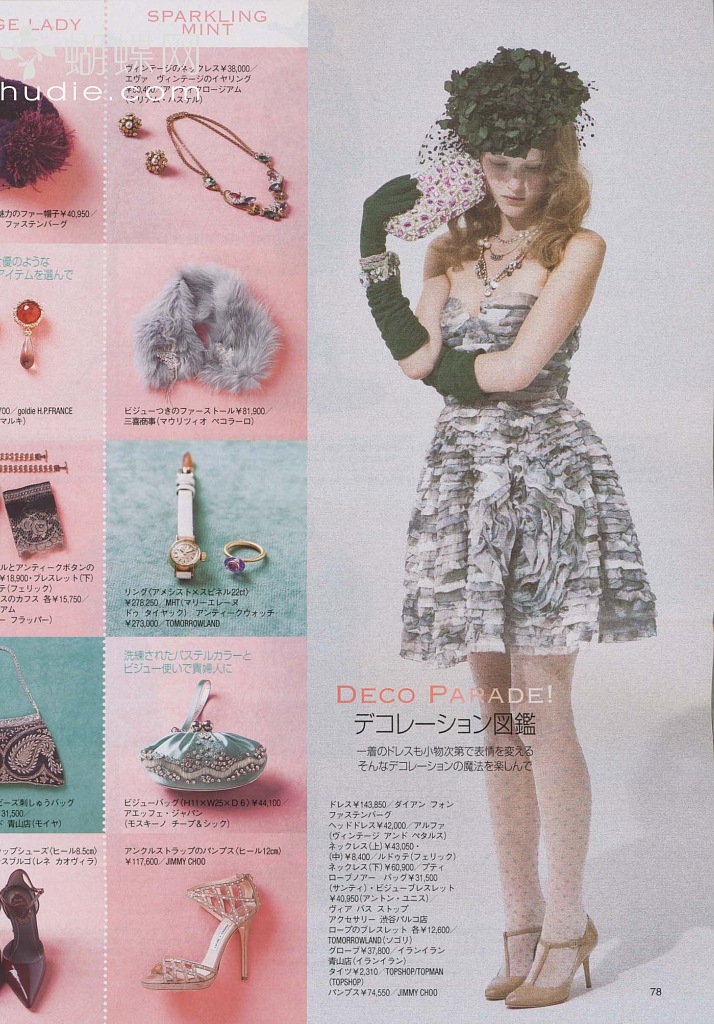 GE LADY
SPARKLING
MINT
蝴蝶网
hudie.com
魅力のファー帽子¥40,950/
ファステンバーグ
ヴィンテージのネックレス¥38,000/
エヴァ ヴィンテージのイヤリング
優のような
アイテムを選んで
700/goldie H.P.FRANCE
マルキ)
ビジューつきのファーストール¥81,900/
三喜商事(マウリツィオ ペコラーロ)
ルとアンティークボタンの
¥18,900・ブレスレット(下)
テ(フェリック)
スのカフス 各¥15,750/
アム
ー フラッパー)
リング〈アメシスト×スピネル22ct〉
¥278,250/MHT(マリーエレーヌ
ドゥ タイヤック) アンティークウォッチ
¥273,000/TOMORROWLAND
洗練されたパステルカラーと
ビジュー使いで貴婦人に
ビーズ刺しゅうバッグ
31,500/
ド 青山店(モイヤ)
ビジューバッグ〈H11×W25×D6〉¥44,100/
アエッフェ・ジャパン
(モスキーノ チープ&シック)
ップシューズ〈ヒール8.5cm〉
スブルゴ(レネ カオヴィラ)
アンクルストラップのパンプス〈ヒール12cm〉
¥117,600/JIMMY CHOO
DECO PARADE!
デコレーション図鑑
一着のドレスも小物次第で表情を変える
そんなデコレーションの魔法を楽しんで
ドレス¥143,850/ダイアン フォン
ファステンバーグ
ヘッドドレス¥42,000/アルファ
(ヴィンテージ アンド ペタルス)
ネックレス(上)¥43,050・
(中)¥8,400/ルドゥテ(フェリック)
ネックレス(下)¥60,900/プティ
ローブノアー バッグ¥31,500
(サンティ)・ビジューブレスレット
¥40,950(アントン・ユニス)/
ヴィア バス ストップ
アクセサリー 渋谷パルコ店
ロープのブレスレット 各¥12,600/
TOMORROWLAND(ソゴリ)
グローブ¥37,800/イランイラン
青山店(イランイラン)
タイツ¥2,310/TOPSHOP/TOPMAN
(TOPSHOP)
パンプス¥74,550/JIMMY CHOO
78